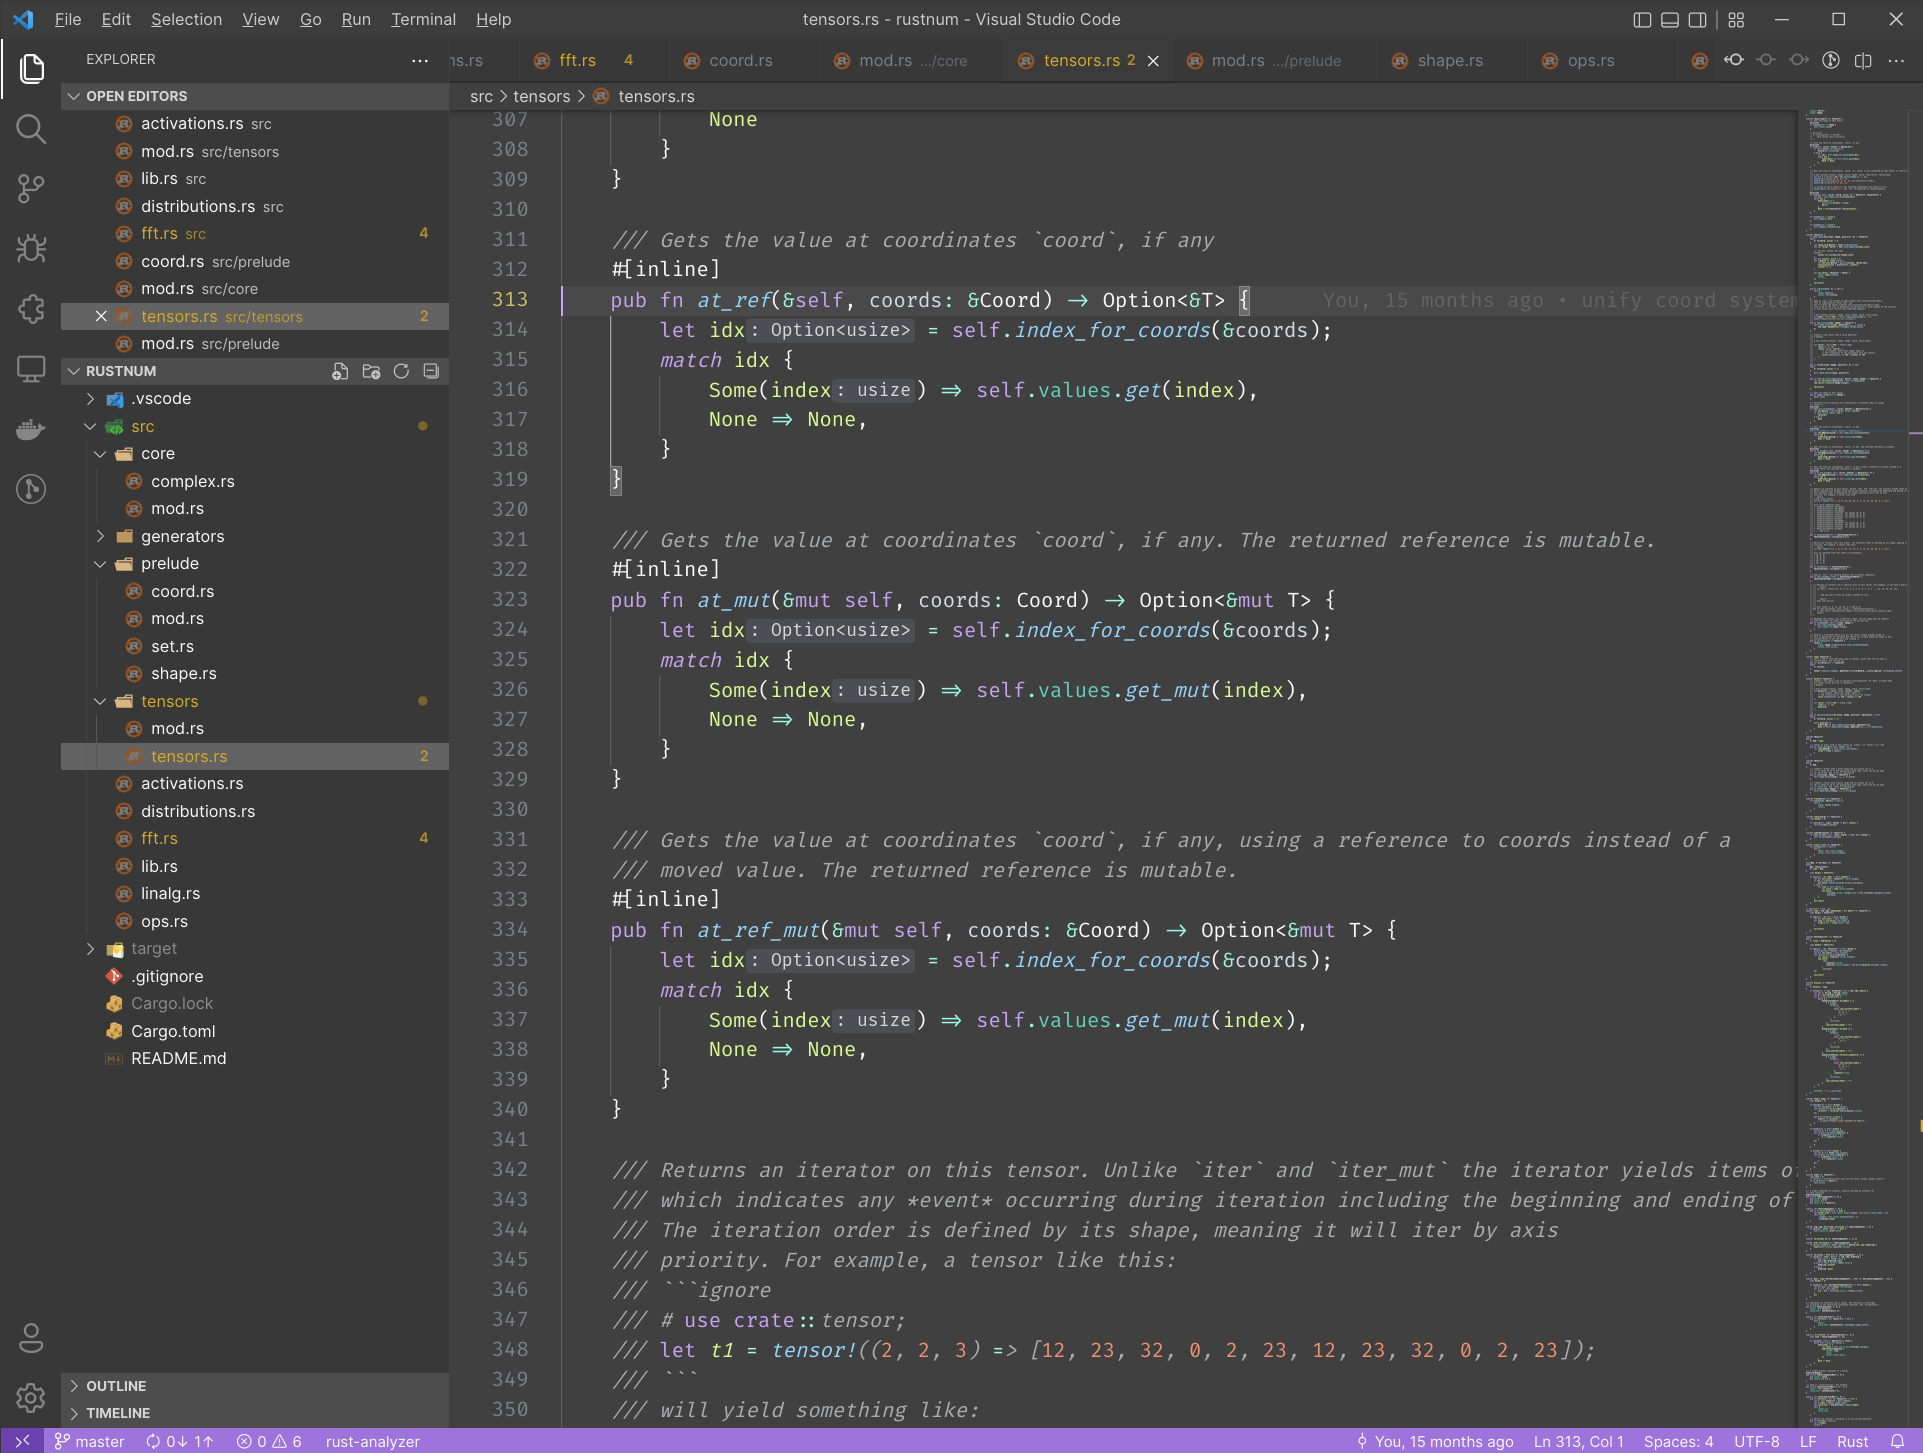 File Edit Selection View Go Run Terminal Help
tensors.rs - rustnum - Visual Studio Code
EXPLORER
OPEN EDITORS
activations.rs src
mod.rs src/tensors
lib.rs src
distributions.rs src
fft.rs src 4
coord.rs src/prelude
mod.rs src/core
tensors.rs src/tensors 2
mod.rs src/prelude
RUSTNUM
.vscode
src
core
complex.rs
mod.rs
generators
prelude
coord.rs
mod.rs
set.rs
shape.rs
tensors
mod.rs
tensors.rs 2
activations.rs
distributions.rs
fft.rs 4
lib.rs
linalg.rs
ops.rs
target
.gitignore
Cargo.lock
Cargo.toml
README.md
OUTLINE
TIMELINE
ns.rs fft.rs 4 coord.rs mod.rs .../core tensors.rs 2 mod.rs .../prelude shape.rs ops.rs
src > tensors > tensors.rs
307 None
308 }
309 }
310
311 /// Gets the value at coordinates `coord`, if any
312 #[inline]
313 pub fn at_ref(&self, coords: &Coord) -> Option<&T> { You, 15 months ago • unify coord system
314 let idx: Option<usize> = self.index_for_coords(&coords);
315 match idx {
316 Some(index: usize) => self.values.get(index),
317 None => None,
318 }
319 }
320
321 /// Gets the value at coordinates `coord`, if any. The returned reference is mutable.
322 #[inline]
323 pub fn at_mut(&mut self, coords: Coord) -> Option<&mut T> {
324 let idx: Option<usize> = self.index_for_coords(&coords);
325 match idx {
326 Some(index: usize) => self.values.get_mut(index),
327 None => None,
328 }
329 }
330
331 /// Gets the value at coordinates `coord`, if any, using a reference to coords instead of a
332 /// moved value. The returned reference is mutable.
333 #[inline]
334 pub fn at_ref_mut(&mut self, coords: &Coord) -> Option<&mut T> {
335 let idx: Option<usize> = self.index_for_coords(&coords);
336 match idx {
337 Some(index: usize) => self.values.get_mut(index),
338 None => None,
339 }
340 }
341
342 /// Returns an iterator on this tensor. Unlike `iter` and `iter_mut` the iterator yields items of
343 /// which indicates any *event* occurring during iteration including the beginning and ending of
344 /// The iteration order is defined by its shape, meaning it will iter by axis
345 /// priority. For example, a tensor like this:
346 /// ```ignore
347 /// # use crate::tensor;
348 /// let t1 = tensor!((2, 2, 3) => [12, 23, 32, 0, 2, 23, 12, 23, 32, 0, 2, 23]);
349 /// ```
350 /// will yield something like:
master 0↓ 1↑ 0 6 rust-analyzer You, 15 months ago Ln 313, Col 1 Spaces: 4 UTF-8 LF Rust